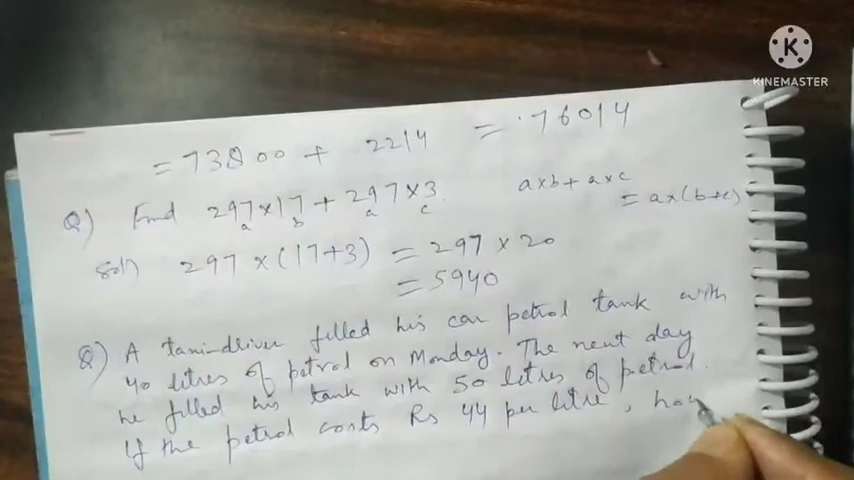 KINEMASTER
= 73800 + 2214 = 76014
Q) Find 297×17 + 297×3 a×b + a×c
a b a c = a×(b+c)
Soln) 297 × (17+3) = 297 × 20
= 5940
Q) A taxi-driver filled his car petrol tank with
40 litres of petrol on Monday. The next day
he filled his tank with 50 litres of petrol.
If the petrol costs Rs 44 per litre, how